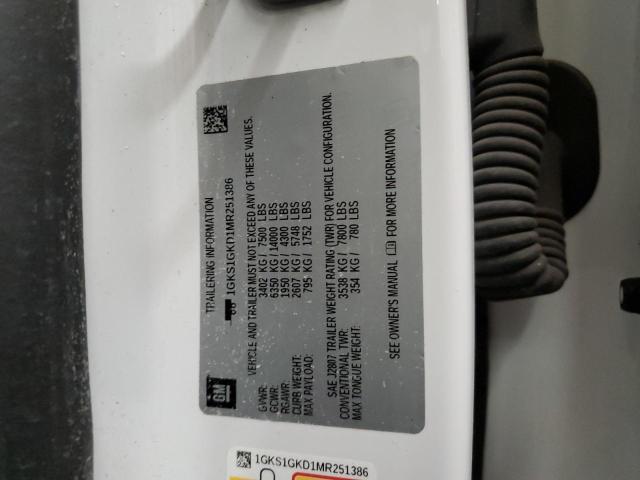 GM
TRAILERING INFORMATION
1GKS1GKD1MR251386
VEHICLE AND TRAILER MUST NOT EXCEED ANY OF THESE VALUES.
GVWR: 3402 KG / 7500 LBS
GCWR: 6350 KG / 14000 LBS
RGAWR: 1950 KG / 4300 LBS
CURB WEIGHT: 2607 KG / 5748 LBS
MAX PAYLOAD: 795 KG / 1752 LBS
SAE J2807 TRAILER WEIGHT RATING (TWR) FOR VEHICLE CONFIGURATION.
CONVENTIONAL TWR: 3538 KG / 7800 LBS
MAX TONGUE WEIGHT: 354 KG / 780 LBS
SEE OWNER'S MANUAL FOR MORE INFORMATION
1GKS1GKD1MR251386